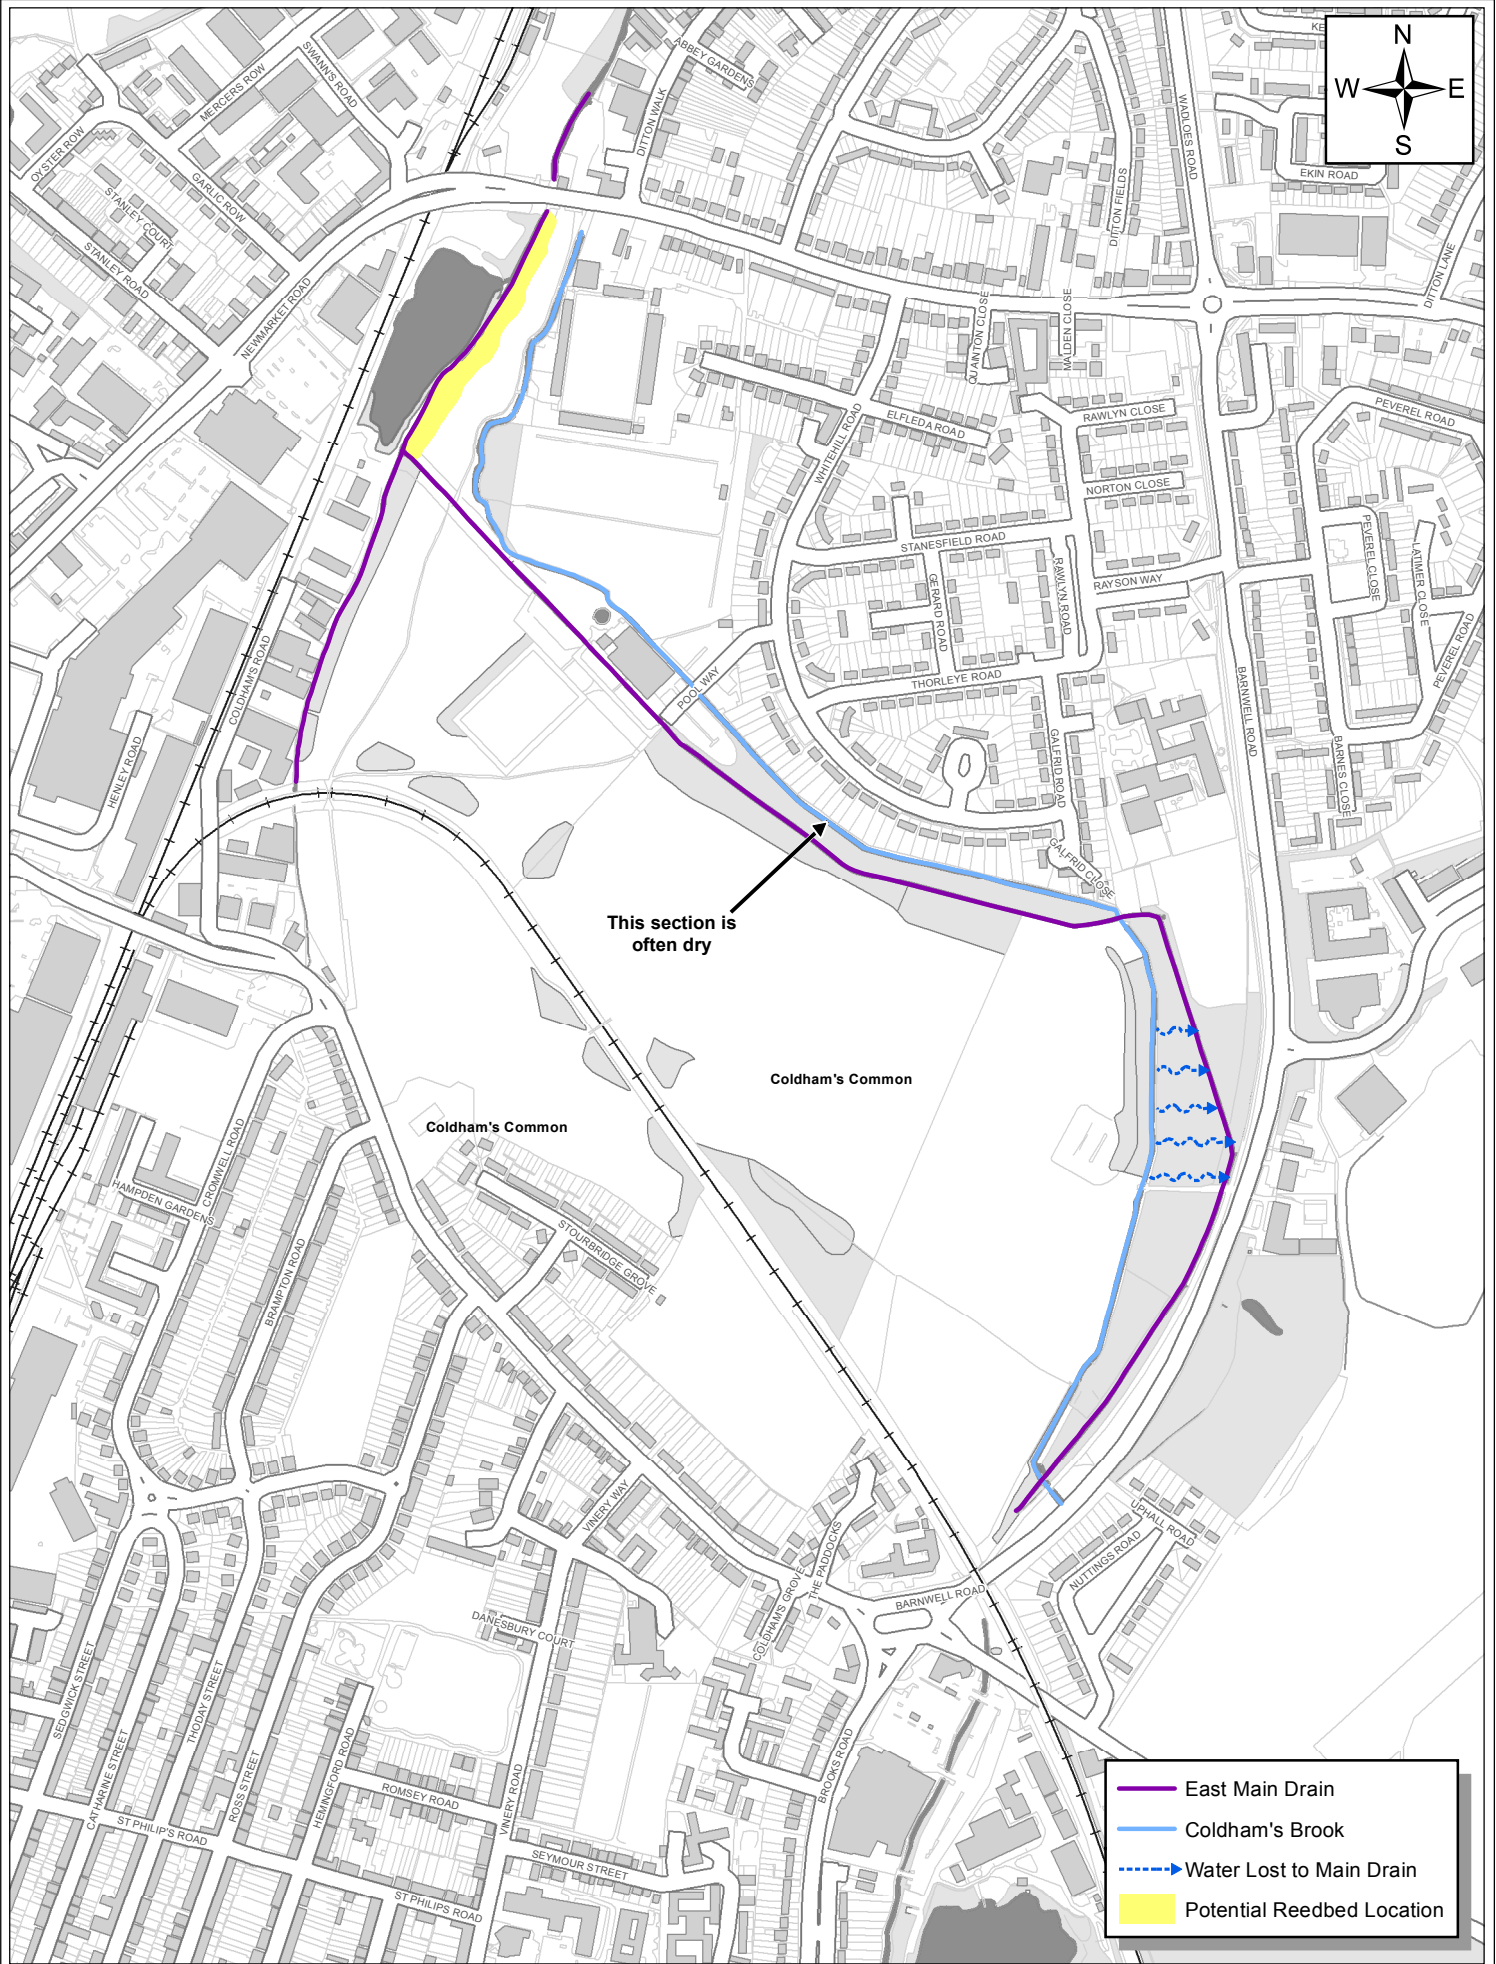 N
W E
S
KE
ABBEY GARDENS
SWANN'S ROAD
MERCERS ROW
OYSTER ROW
DITTON WALK
WADLOES ROAD
EKIN ROAD
GARLIC ROW
STANLEY COURT
STANLEY ROAD
DITTON FIELDS
DITTON LANE
NEWMARKET ROAD
QUAINTON CLOSE
MALDEN CLOSE
ELFLEDA ROAD
RAWLYN CLOSE
PEVEREL ROAD
WHITEHILL ROAD
NORTON CLOSE
STANESFIELD ROAD
PEVEREL CLOSE
LATIMER CLOSE
GERARD ROAD
RAWLYN ROAD
RAYSON WAY
COLDHAM'S ROAD
POOL WAY
THORLEYE ROAD
PEVEREL ROAD
BARNWELL ROAD
HENLEY ROAD
GALFRID ROAD
BARNES CLOSE
GALFRID CLOSE
This section is
often dry
Coldham's Common
Coldham's Common
CROMWELL ROAD
HAMPDEN GARDENS
STOURBRIDGE GROVE
BRAMPTON ROAD
VINERY WAY
THE PADDOCKS
COLDHAM'S GROVE
BARNWELL ROAD
UPHALL ROAD
NUTTINGS ROAD
DANESBURY COURT
SEDGWICK STREET
CATHARINE STREET
THODAY STREET
ROSS STREET
HEMINGFORD ROAD
ROMSEY ROAD
VINERY ROAD
BROOKS ROAD
ST PHILIP'S ROAD
SEYMOUR STREET
ST PHILIPS ROAD
East Main Drain
Coldham's Brook
Water Lost to Main Drain
Potential Reedbed Location